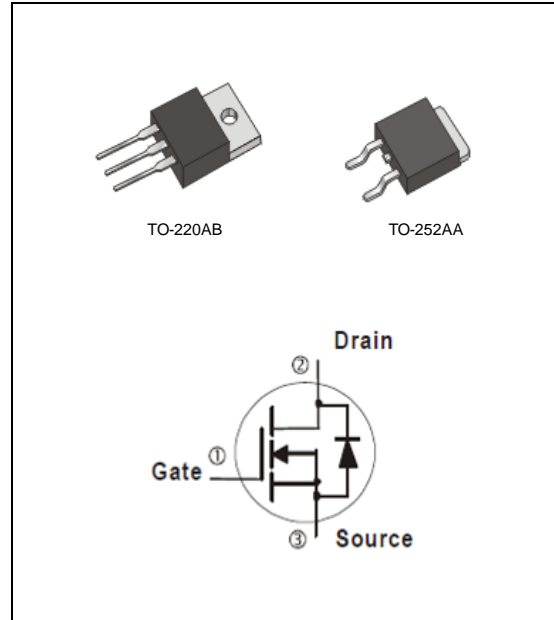 TO-220AB
TO-252AA
Drain
②
①
Gate
③
Source